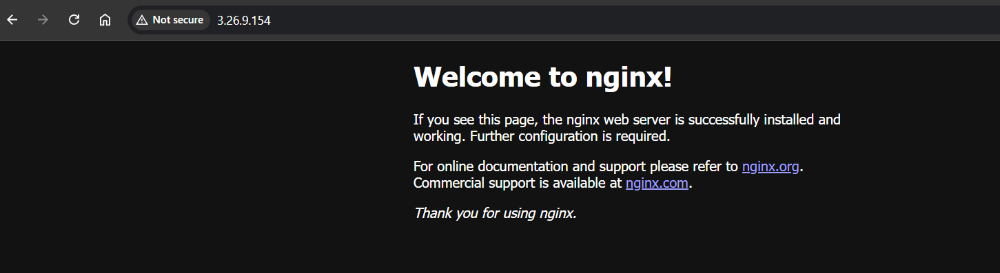 Not secure 3.26.9.154
Welcome to nginx!
If you see this page, the nginx web server is successfully installed and
working. Further configuration is required.
For online documentation and support please refer to nginx.org.
Commercial support is available at nginx.com.
Thank you for using nginx.